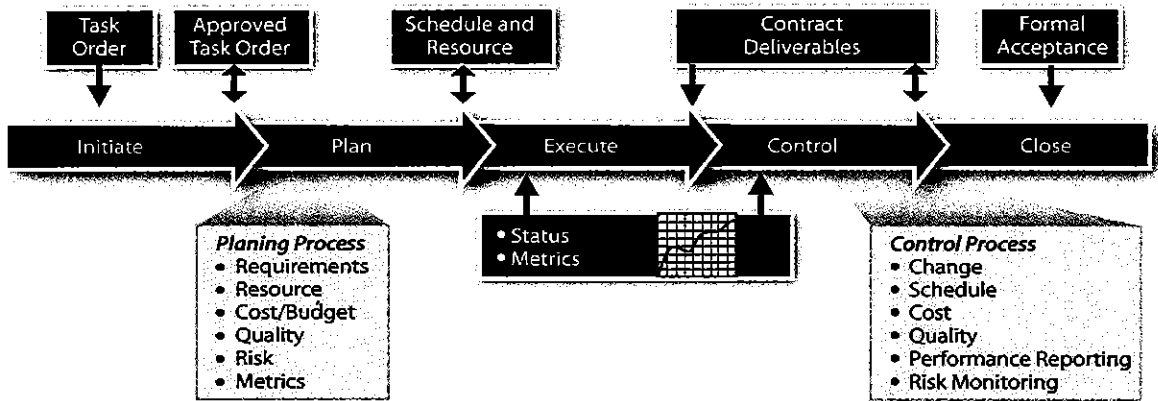 Task
Order
Approved
Task Order
Schedule and
Resource
Contract
Deliverables
Formal
Acceptance
Initiate
Plan
Execute
Control
Close
Planing Process
• Requirements
• Resource
• Cost/Budget
• Quality
• Risk
• Metrics
• Status
• Metrics
Control Process
• Change
• Schedule
• Cost
• Quality
• Performance Reporting
• Risk Monitoring